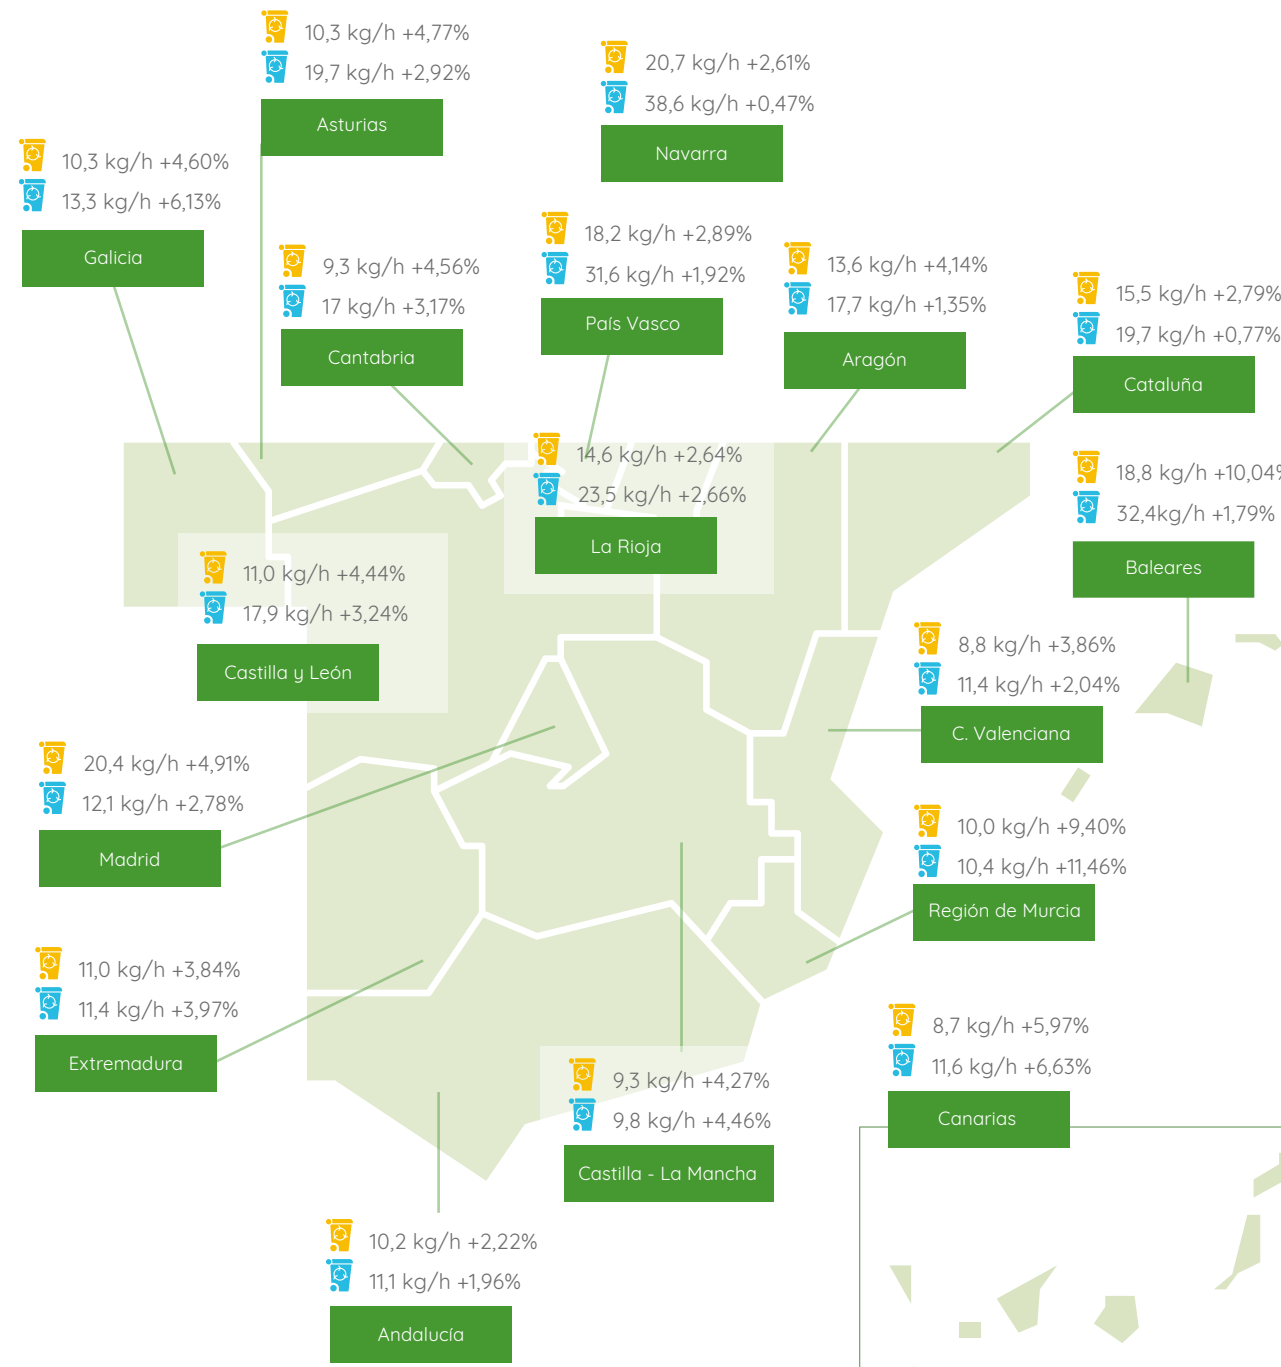 10,3 kg/h +4,77%
19,7 kg/h +2,92%
Asturias
20,7 kg/h +2,61%
38,6 kg/h +0,47%
Navarra
10,3 kg/h +4,60%
13,3 kg/h +6,13%
Galicia
9,3 kg/h +4,56%
17 kg/h +3,17%
Cantabria
18,2 kg/h +2,89%
31,6 kg/h +1,92%
País Vasco
13,6 kg/h +4,14%
17,7 kg/h +1,35%
Aragón
15,5 kg/h +2,79%
19,7 kg/h +0,77%
Cataluña
14,6 kg/h +2,64%
23,5 kg/h +2,66%
La Rioja
18,8 kg/h +10,04%
32,4kg/h +1,79%
Baleares
11,0 kg/h +4,44%
17,9 kg/h +3,24%
Castilla y León
8,8 kg/h +3,86%
11,4 kg/h +2,04%
C. Valenciana
20,4 kg/h +4,91%
12,1 kg/h +2,78%
Madrid
10,0 kg/h +9,40%
10,4 kg/h +11,46%
Región de Murcia
11,0 kg/h +3,84%
11,4 kg/h +3,97%
Extremadura
8,7 kg/h +5,97%
11,6 kg/h +6,63%
Canarias
9,3 kg/h +4,27%
9,8 kg/h +4,46%
Castilla - La Mancha
10,2 kg/h +2,22%
11,1 kg/h +1,96%
Andalucía